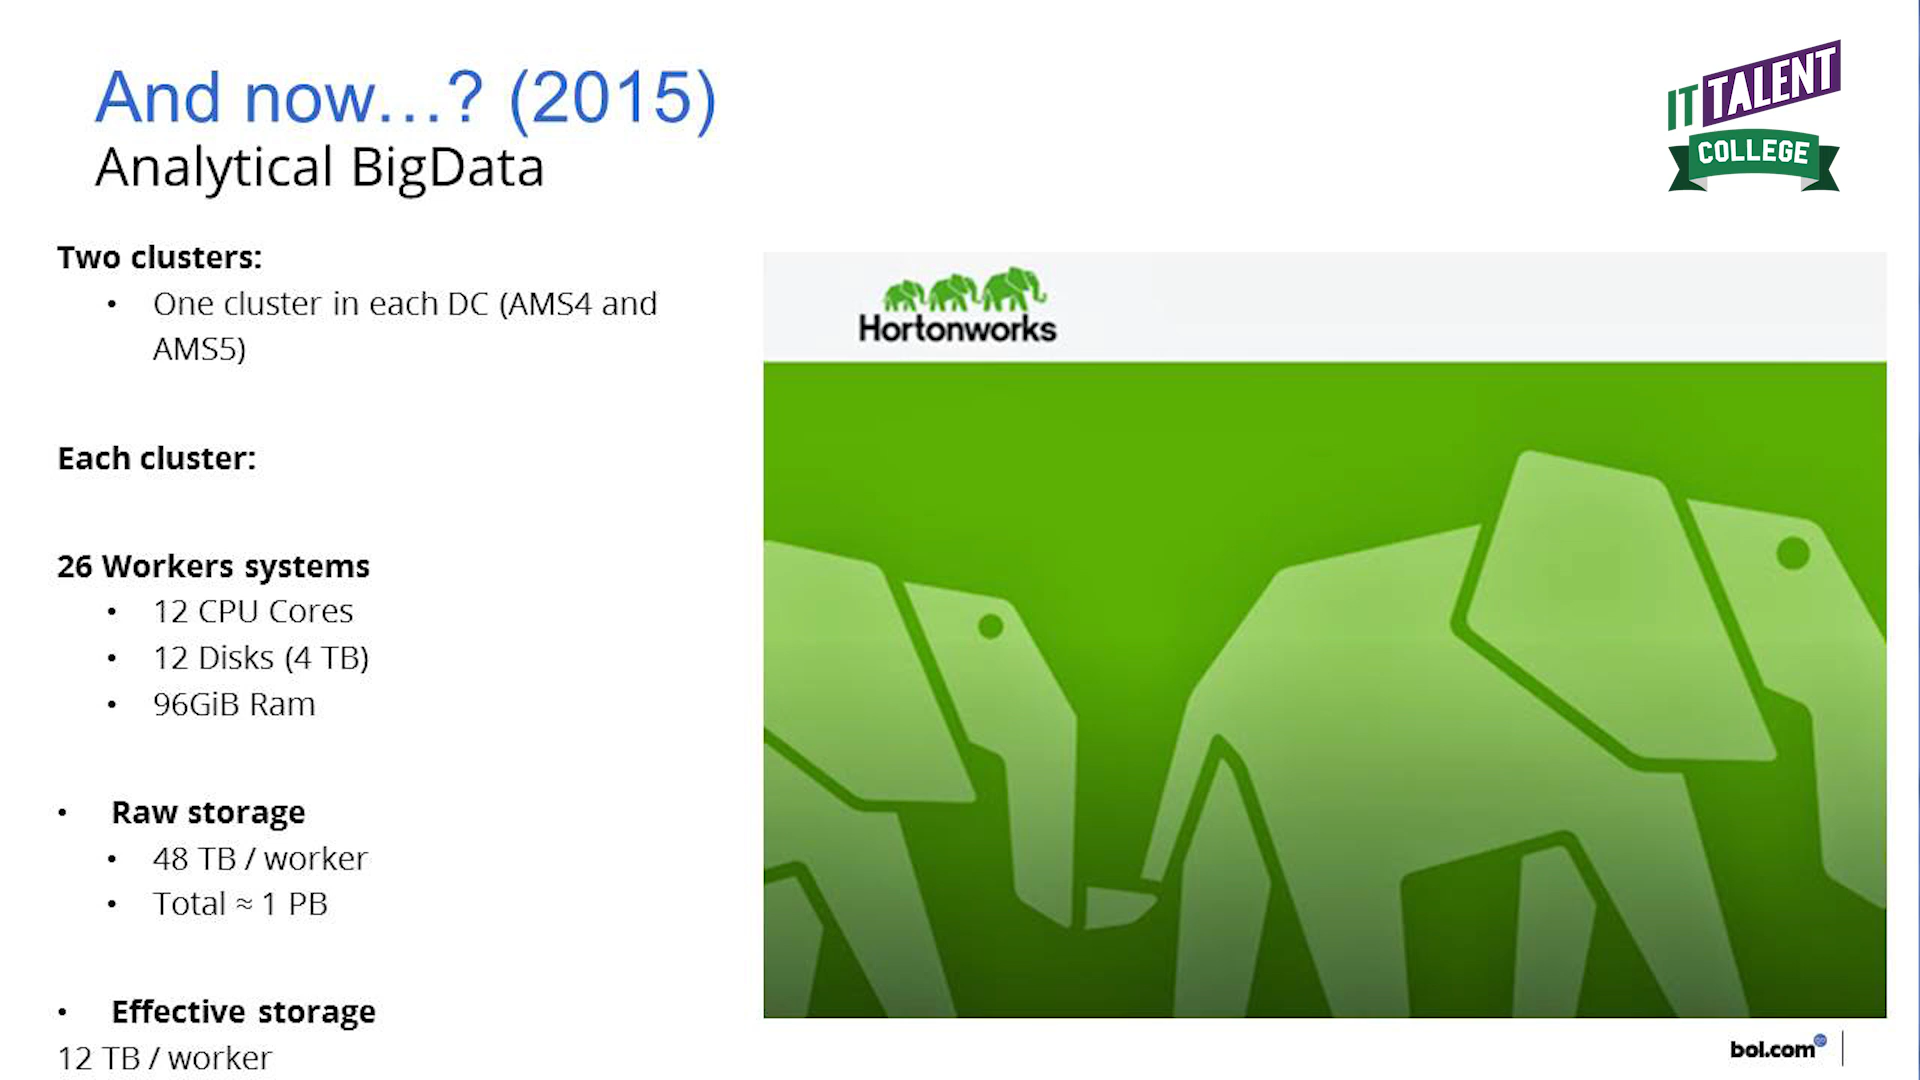 And now...? (2015)
Analytical BigData
IT TALENT
COLLEGE
Two clusters:
• One cluster in each DC (AMS4 and
AMS5)
Each cluster:
26 Workers systems
• 12 CPU Cores
• 12 Disks (4 TB)
• 96GiB Ram
• Raw storage
• 48 TB / worker
• Total ≈ 1 PB
• Effective storage
12 TB / worker
Hortonworks
bol.com